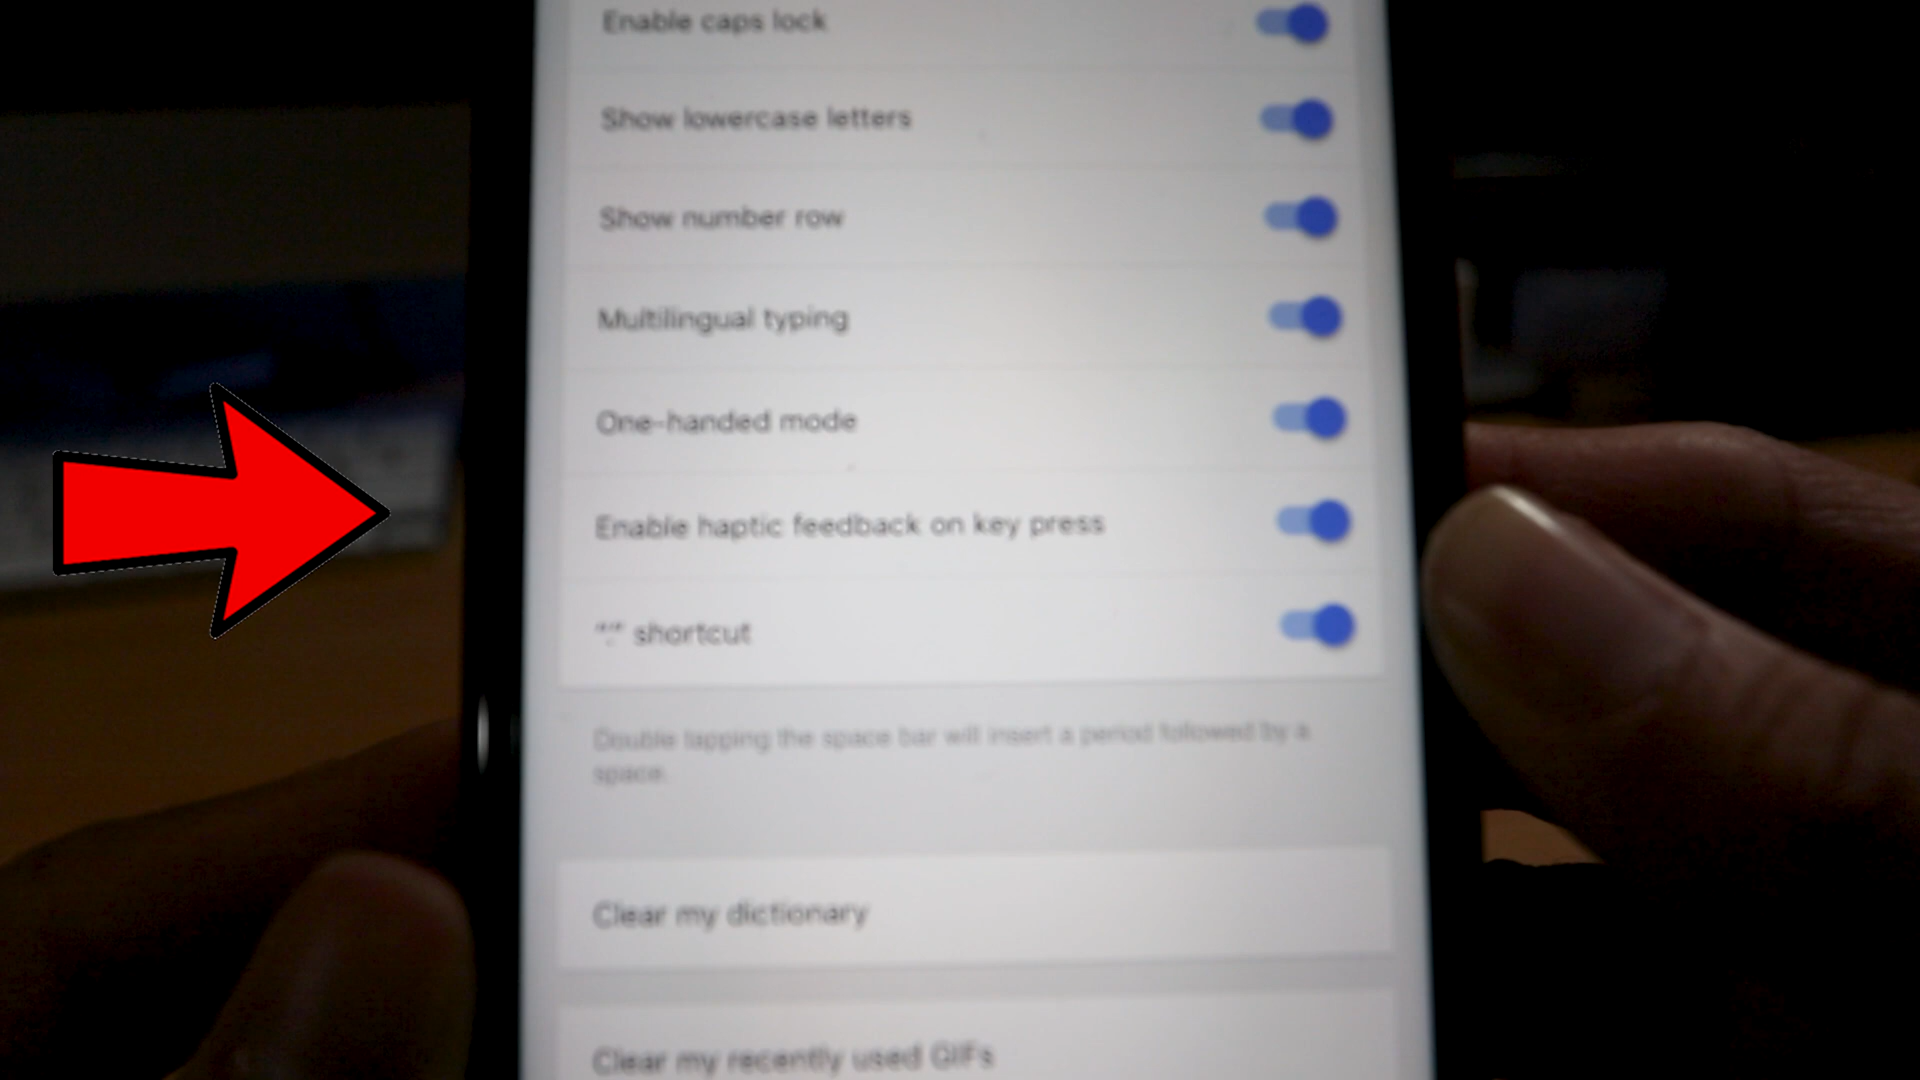 Enable caps lock
Show lowercase letters
Show number row
Multilingual typing
One-handed mode
Enable haptic feedback on key press
“.” shortcut
Double tapping the space bar will insert a period followed by a
space.
Clear my dictionary
Clear my recently used GIFs